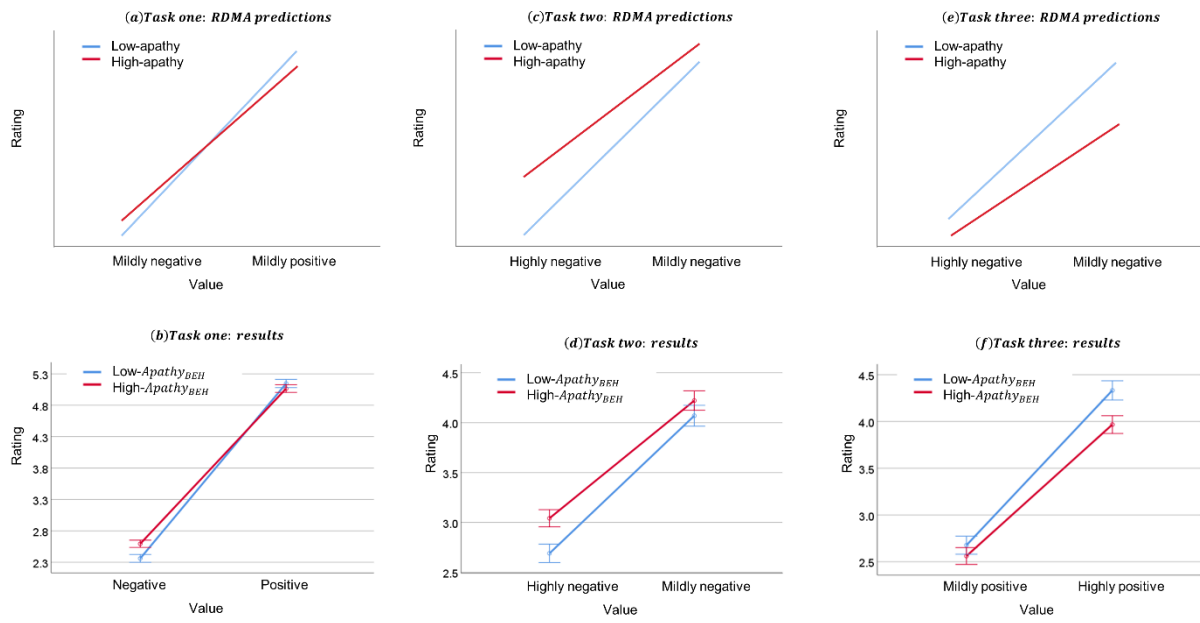 (a)Task one: RDMA predictions
Low-apathy
High-apathy
Rating
Mildly negative
Mildly positive
Value
(c)Task two: RDMA predictions
Low-apathy
High-apathy
Rating
Highly negative
Mildly negative
Value
(e)Task three: RDMA predictions
Low-apathy
High-apathy
Rating
Highly negative
Mildly negative
Value
(b)Task one: results
Low-Apathy_BEH
High-Apathy_BEH
5.3
4.8
4.3
3.8
3.3
2.8
2.3
Rating
Negative
Positive
Value
(d)Task two: results
Low-Apathy_BEH
High-Apathy_BEH
4.5
4.0
3.5
3.0
2.5
Rating
Highly negative
Mildly negative
Value
(f)Task three: results
Low-Apathy_BEH
High-Apathy_BEH
4.5
4.0
3.5
3.0
2.5
Rating
Mildly positive
Highly positive
Value